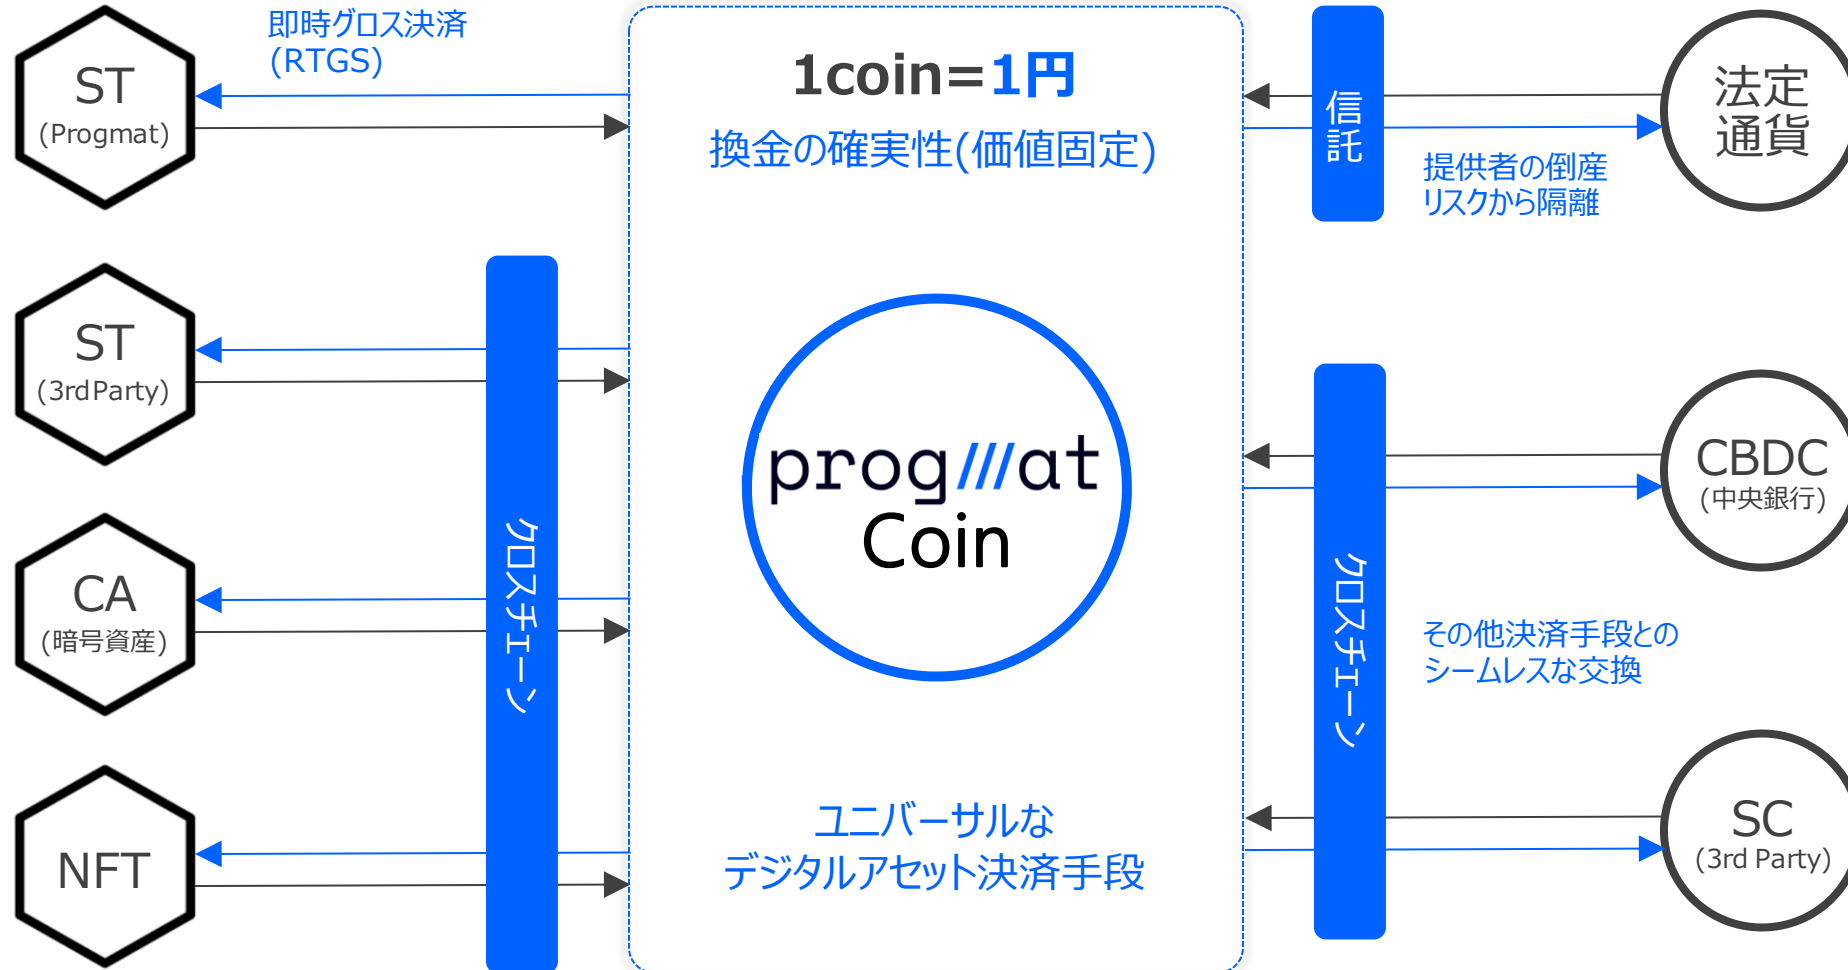 即時グロス決済
(RTGS)
ST
(Progmat)
1coin=1円
換金の確実性(価値固定)
信託
法定
通貨
提供者の倒産
リスクから隔離
ST
(3rd Party)
クロスチェーン
progmat
Coin
クロスチェーン
CBDC
(中央銀行)
CA
(暗号資産)
その他決済手段との
シームレスな交換
NFT
ユニバーサルな
デジタルアセット決済手段
SC
(3rd Party)